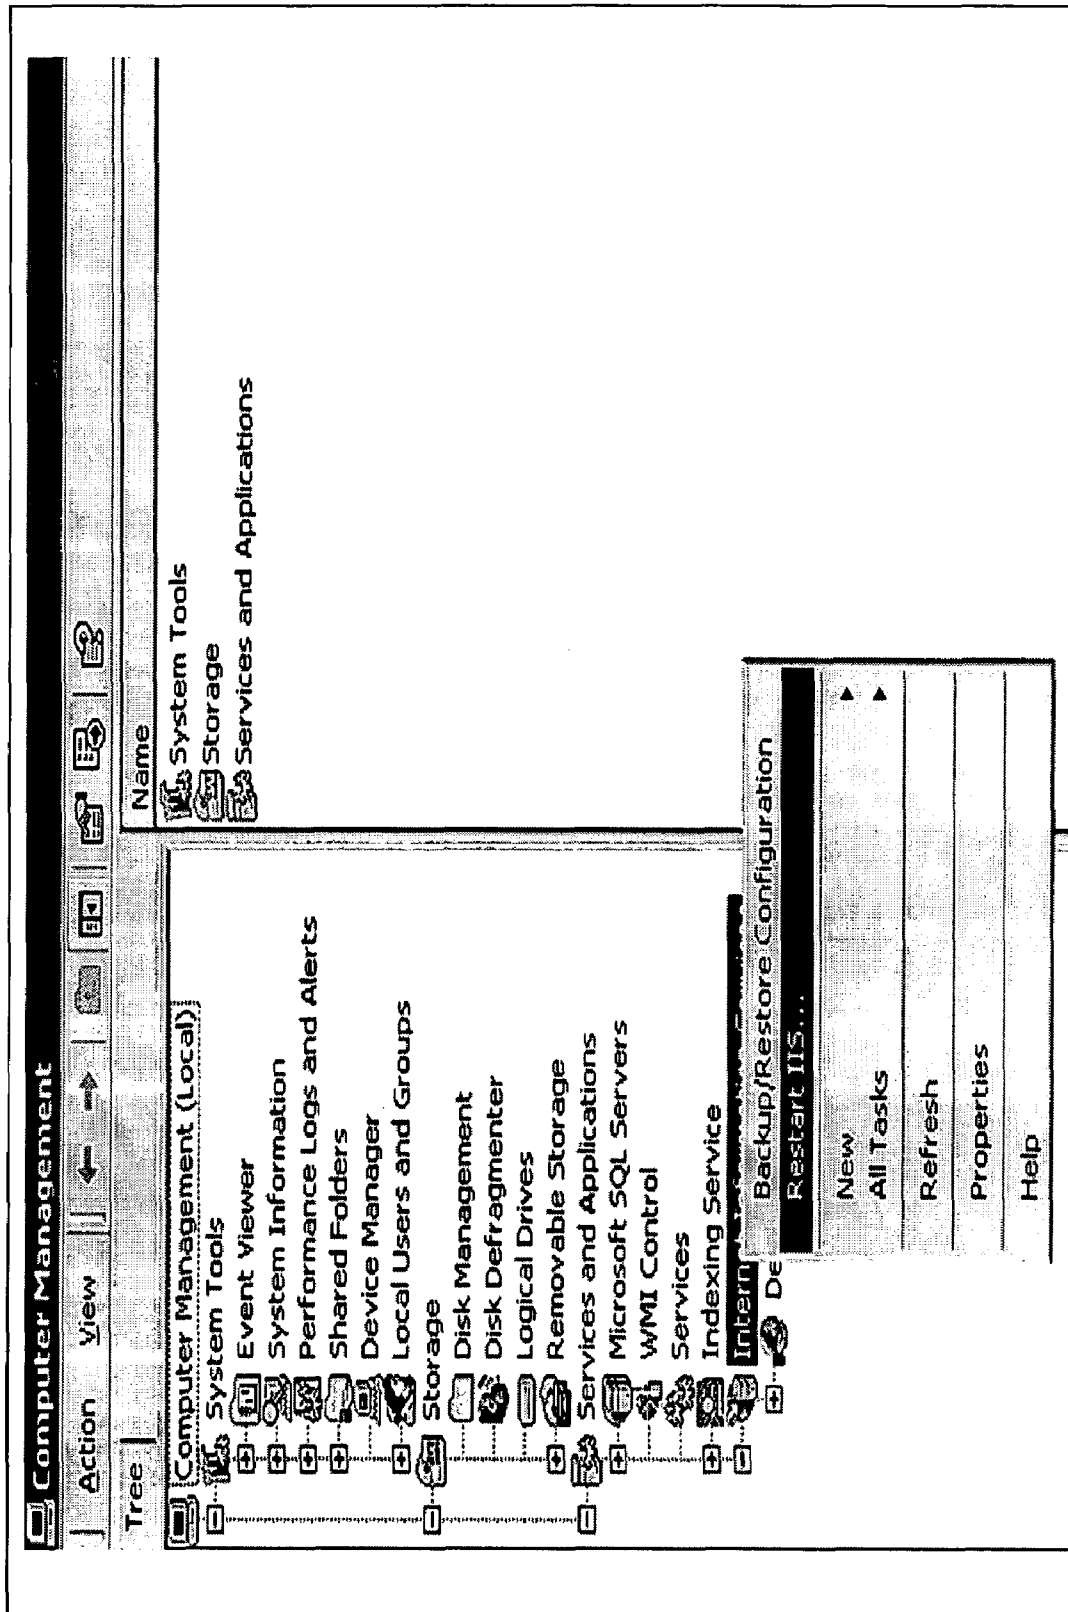 Computer Management
Action View
Tree
Computer Management (Local)
System Tools
Event Viewer
System Information
Performance Logs and Alerts
Shared Folders
Device Manager
Local Users and Groups
Storage
Disk Management
Disk Defragmenter
Logical Drives
Removable Storage
Services and Applications
Microsoft SQL Servers
WMI Control
Services
Indexing Service
Intern
De
Name
System Tools
Storage
Services and Applications
Backup/Restore Configuration
Restart IIS...
New
All Tasks
Refresh
Properties
Help